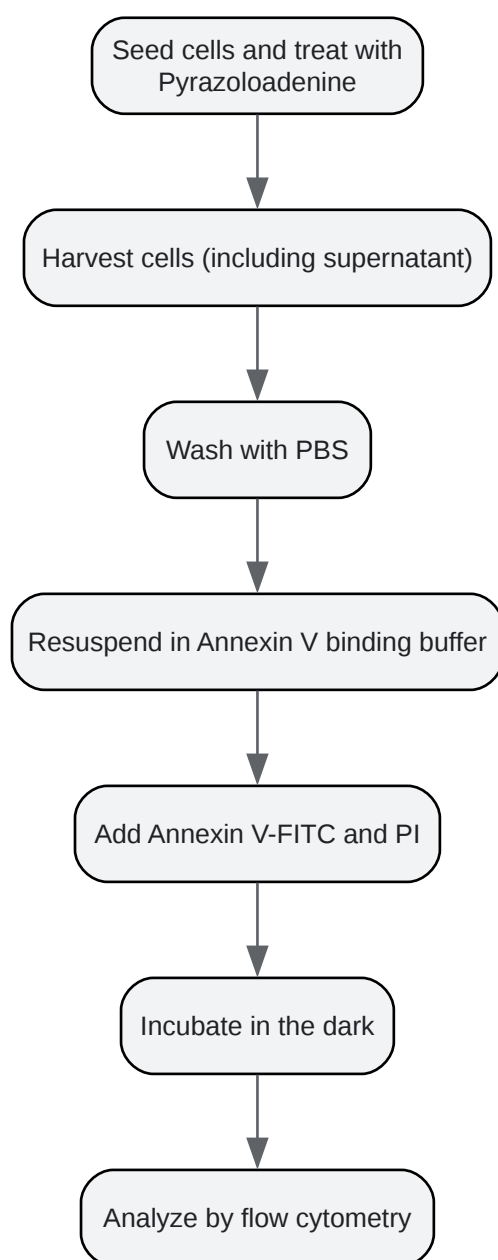 Seed cells and treat with
Pyrazoloadenine
Harvest cells (including supernatant)
Wash with PBS
Resuspend in Annexin V binding buffer
Add Annexin V-FITC and PI
Incubate in the dark
Analyze by flow cytometry